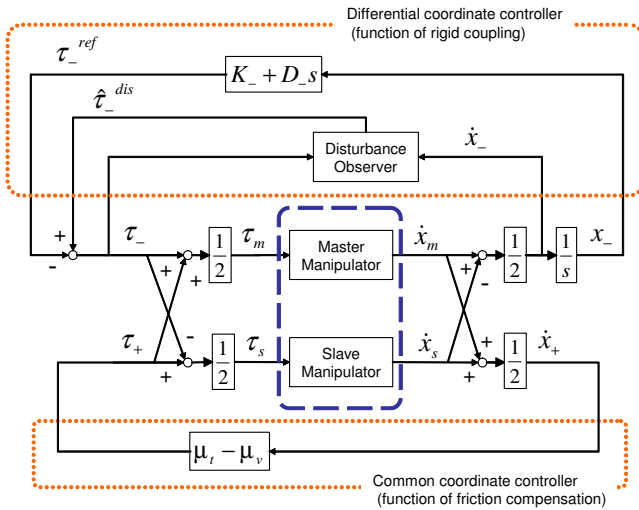 Differential coordinate controller
(function of rigid coupling)
τ_^ref
K_ + D_s
τ̂_^dis
Disturbance
Observer
ẋ_
+
-
τ_
+
+
1/2
τ_m
Master
Manipulator
ẋ_m
+
-
1/2
1/s
x_
τ_+
-
+
1/2
τ_s
Slave
Manipulator
ẋ_s
+
+
1/2
ẋ_+
μ_t − μ_v
Common coordinate controller
(function of friction compensation)